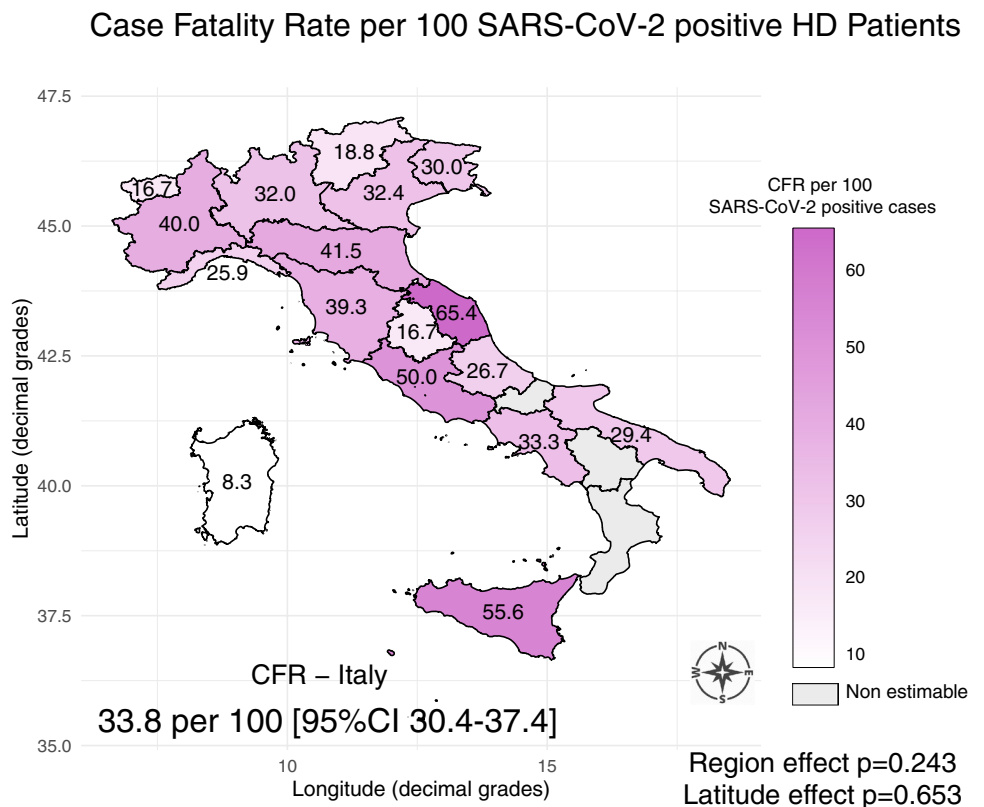 Case Fatality Rate per 100 SARS-CoV-2 positive HD Patients
47.5
45.0
42.5
40.0
37.5
35.0
Latitude (decimal grades)
10
15
Longitude (decimal grades)
18.8
30.0
16.7
32.0
32.4
40.0
41.5
25.9
39.3
65.4
16.7
50.0
26.7
33.3
29.4
8.3
55.6
CFR – Italy
33.8 per 100 [95%CI 30.4-37.4]
CFR per 100
SARS-CoV-2 positive cases
60
50
40
30
20
10
Non estimable
N
W
E
S
Region effect p=0.243
Latitude effect p=0.653